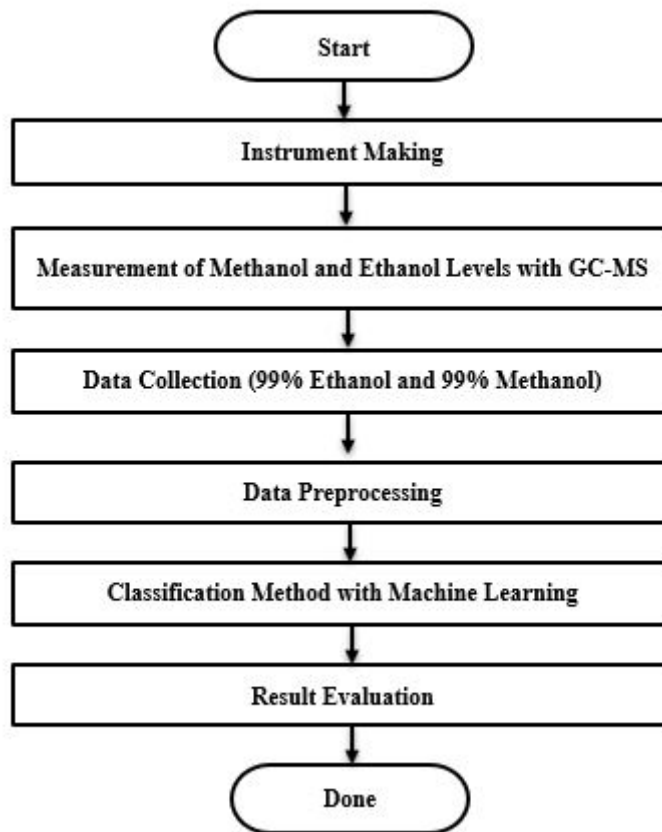 Start
Instrument Making
Measurement of Methanol and Ethanol Levels with GC-MS
Data Collection (99% Ethanol and 99% Methanol)
Data Preprocessing
Classification Method with Machine Learning
Result Evaluation
Done